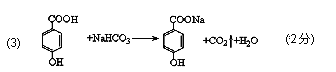 COOH COONa
(3) +NaHCO₃ → +CO₂↑+H₂O (2分)
OH OH